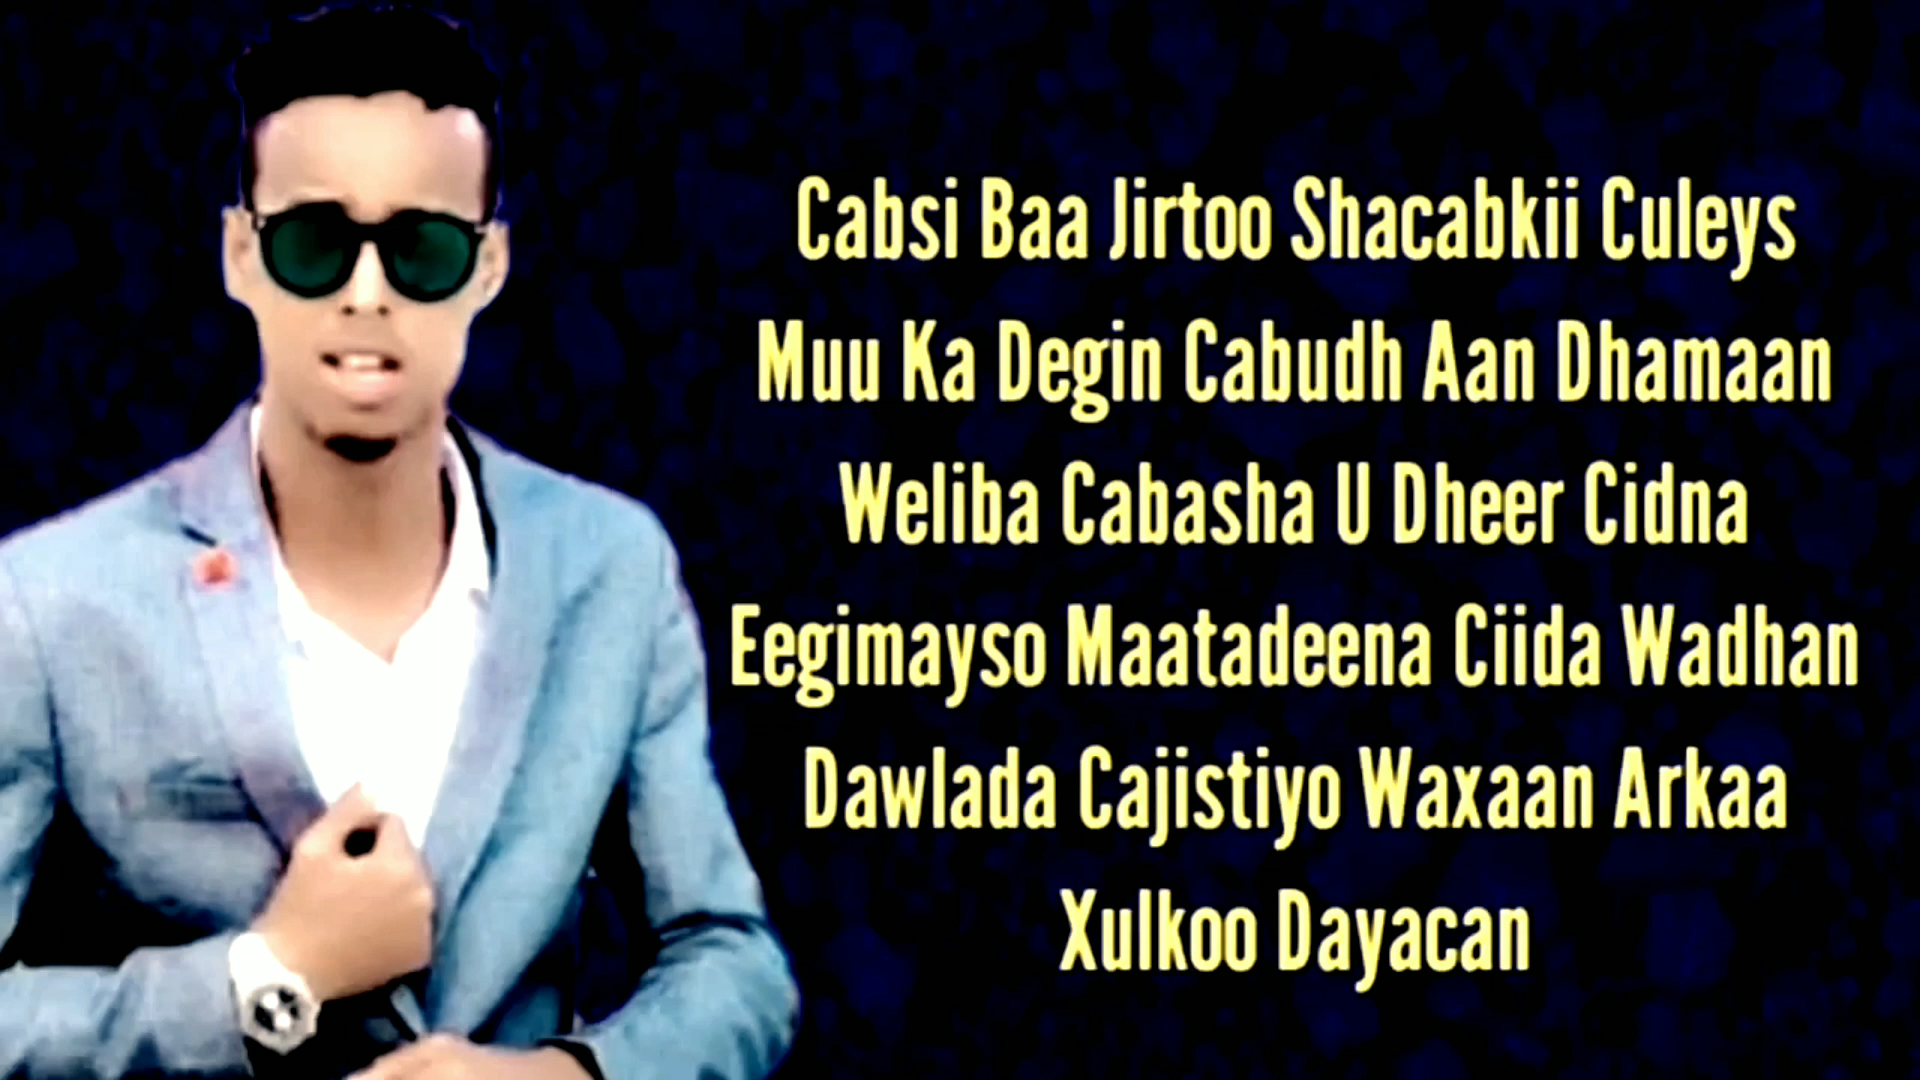 Cabsi Baa Jirtoo Shacabkii Culeys
Muu Ka Degin Cabudh Aan Dhamaan
Weliba Cabasha U Dheer Cidna
Eegimayso Maatadeena Ciida Wadhan
Dawlada Cajistiyo Waxaan Arkaa
Xulkoo Dayacan